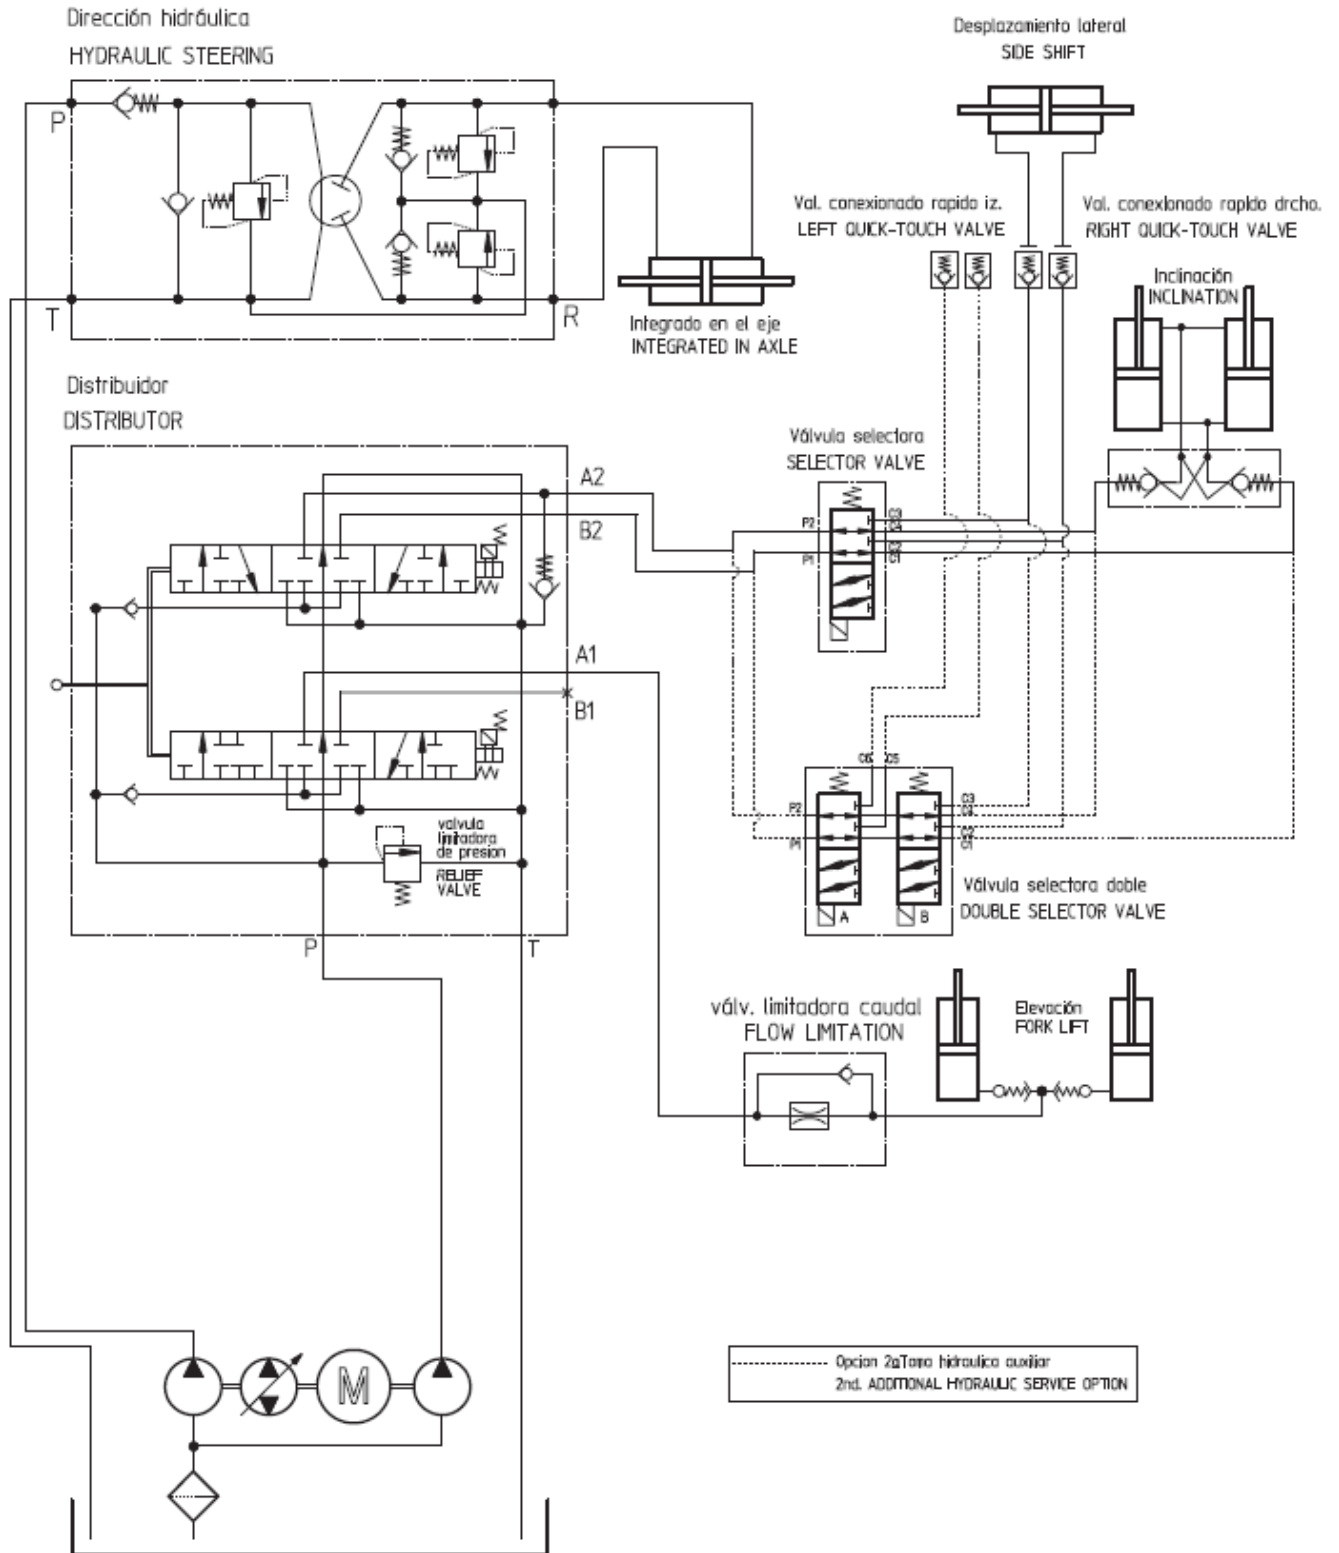 Dirección hidráulica
HYDRAULIC STEERING
P
T
R
Integrado en el eje
INTEGRATED IN AXLE
Desplazamiento lateral
SIDE SHIFT
Val. conexionado rapido iz.
LEFT QUICK-TOUCH VALVE
Val. conexionado rapido drcho.
RIGHT QUICK-TOUCH VALVE
Inclinación
INCLINATION
Distribuidor
DISTRIBUTOR
A2
B2
A1
B1
valvula
limitadora
de presion
RELIEF
VALVE
P
T
Válvula selectora
SELECTOR VALVE
P2
P1
C6 C5
P2
P1
C3
C4
C2
C1
A
B
Válvula selectora doble
DOUBLE SELECTOR VALVE
válv. limitadora caudal
FLOW LIMITATION
Elevación
FORK LIFT
M
Opcion 2aToma hidraulica auxiliar
2nd. ADDITIONAL HYDRAULIC SERVICE OPTION